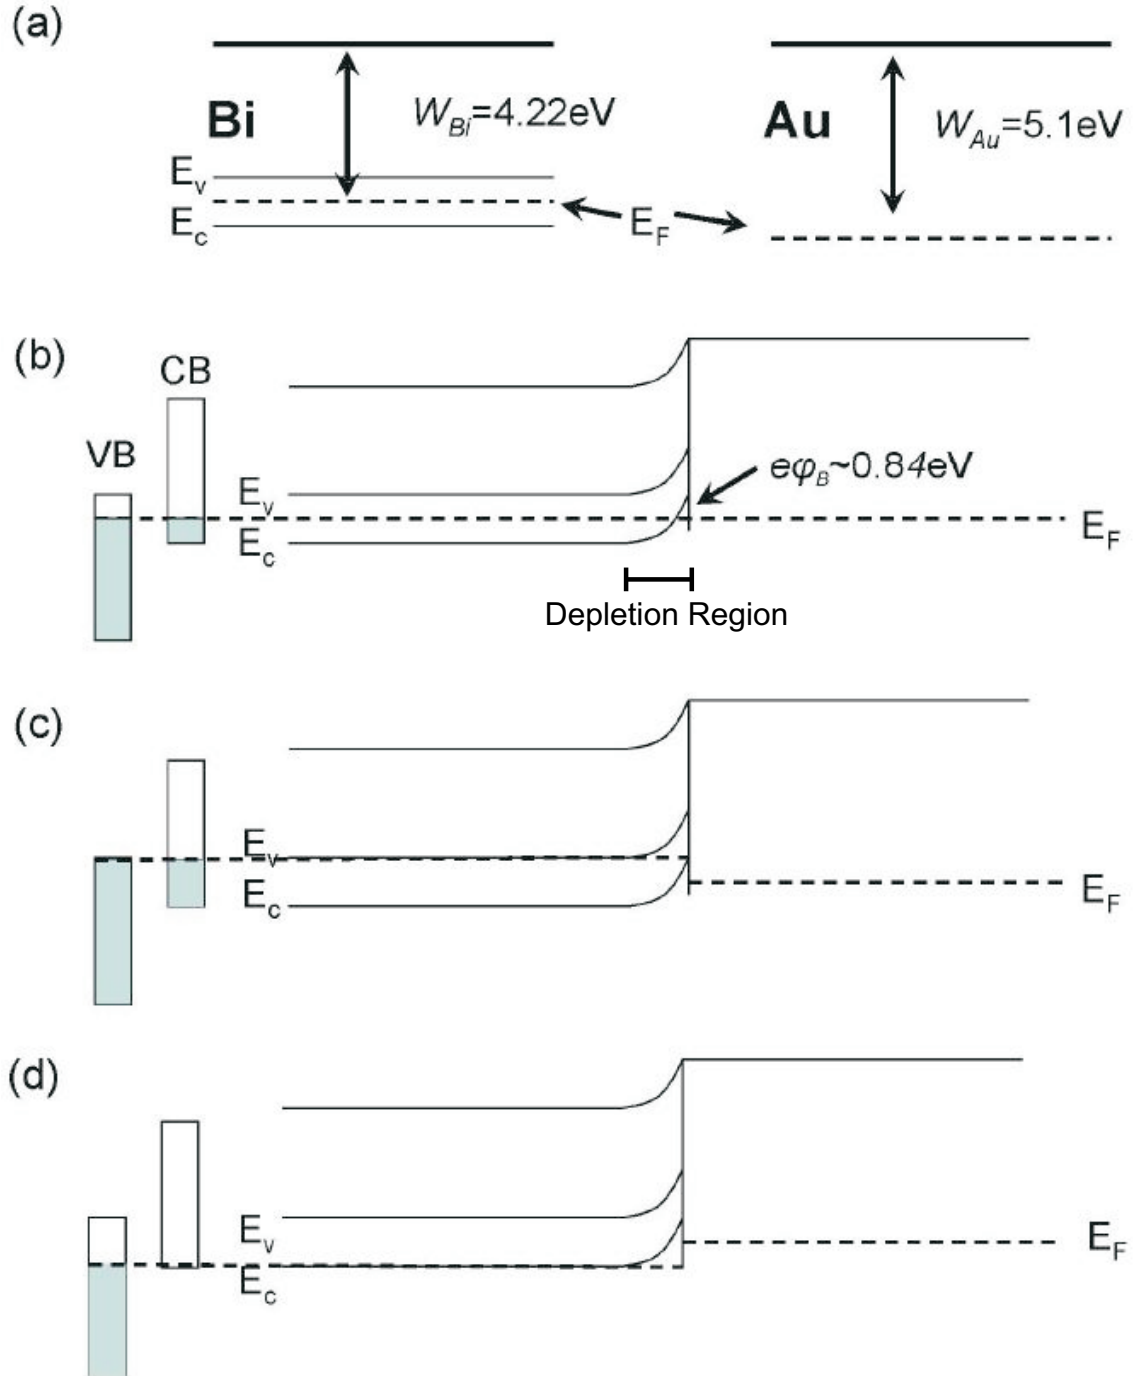 (a)
Bi
W_Bi=4.22eV
Au
W_Au=5.1eV
E_v
E_c
E_F
(b)
CB
VB
E_v
eφ_B~0.84eV
E_F
E_c
Depletion Region
(c)
E_v
E_c
E_F
(d)
E_v
E_F
E_c